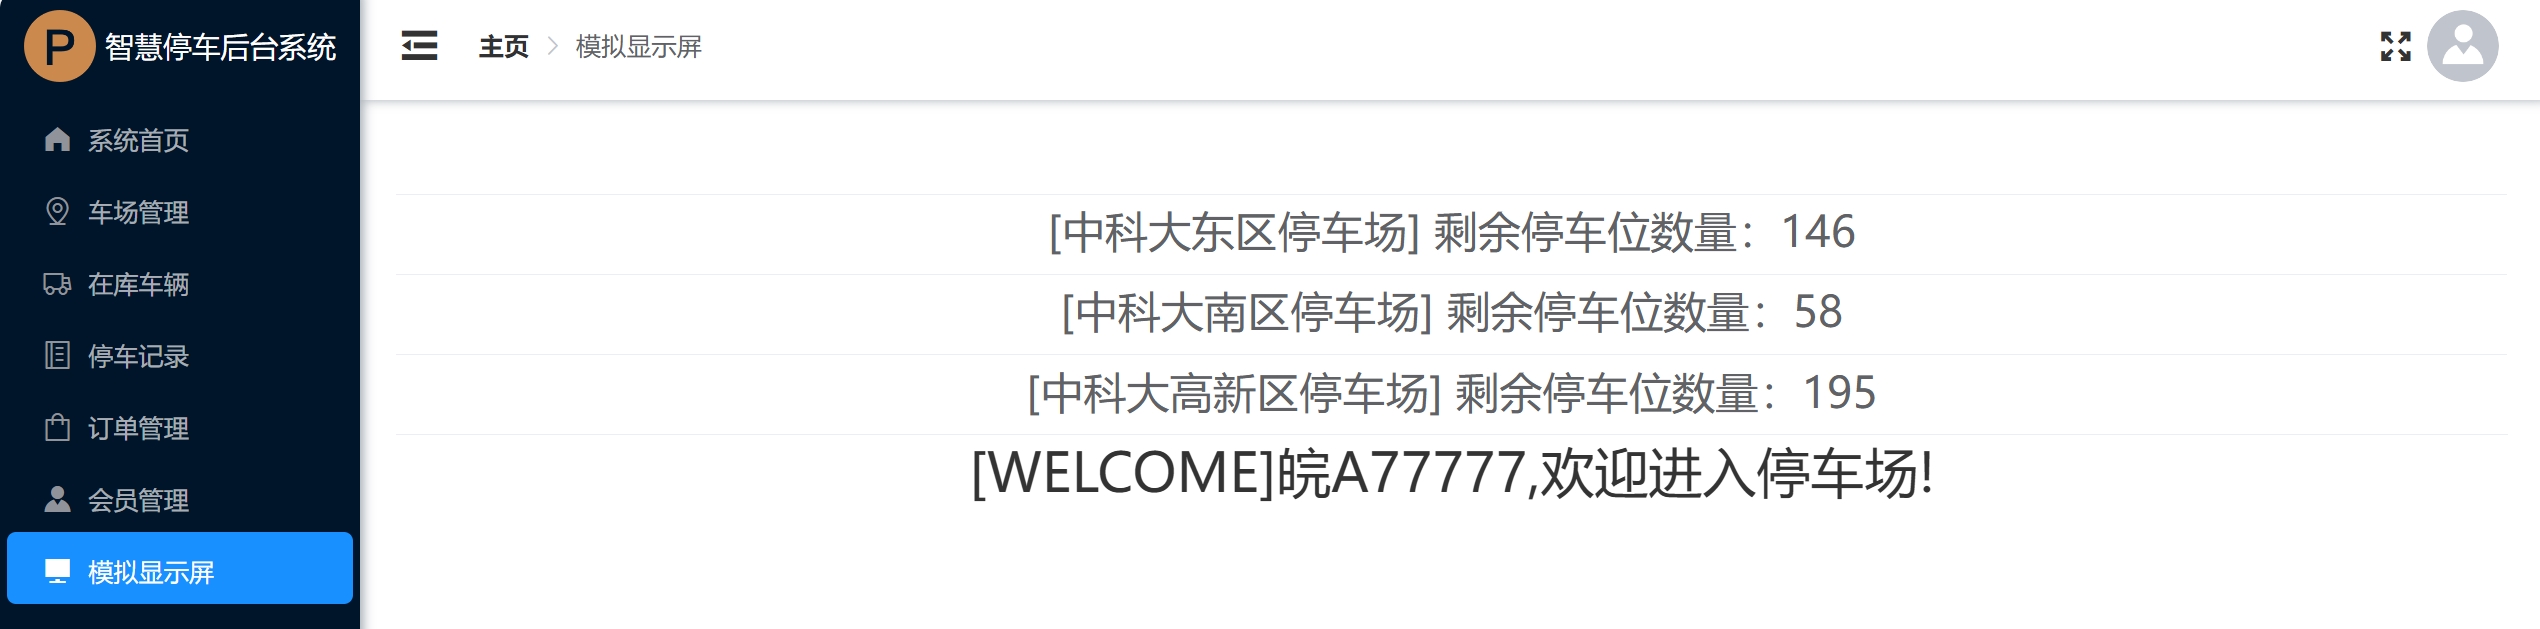 P 智慧停车后台系统
主页 > 模拟显示屏
系统首页
车场管理
在库车辆
停车记录
订单管理
会员管理
模拟显示屏
[中科大东区停车场] 剩余停车位数量：146
[中科大南区停车场] 剩余停车位数量：58
[中科大高新区停车场] 剩余停车位数量：195
[WELCOME]皖A77777,欢迎进入停车场!